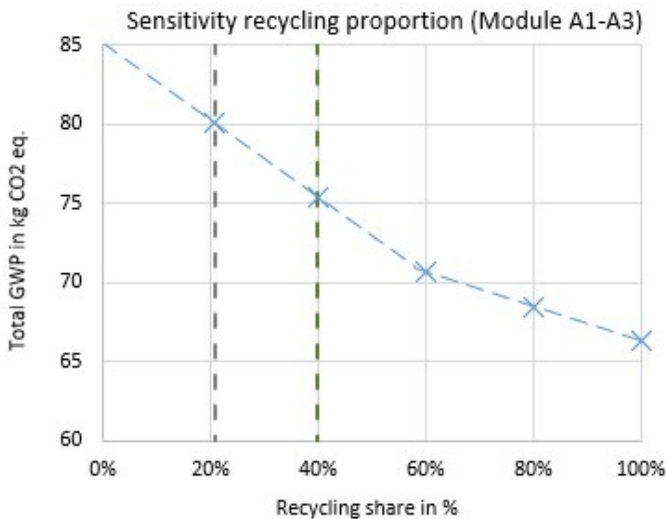 Sensitivity recycling proportion (Module A1-A3)
Total GWP in kg CO2 eq.
85
80
75
70
65
60
0% 20% 40% 60% 80% 100%
Recycling share in %